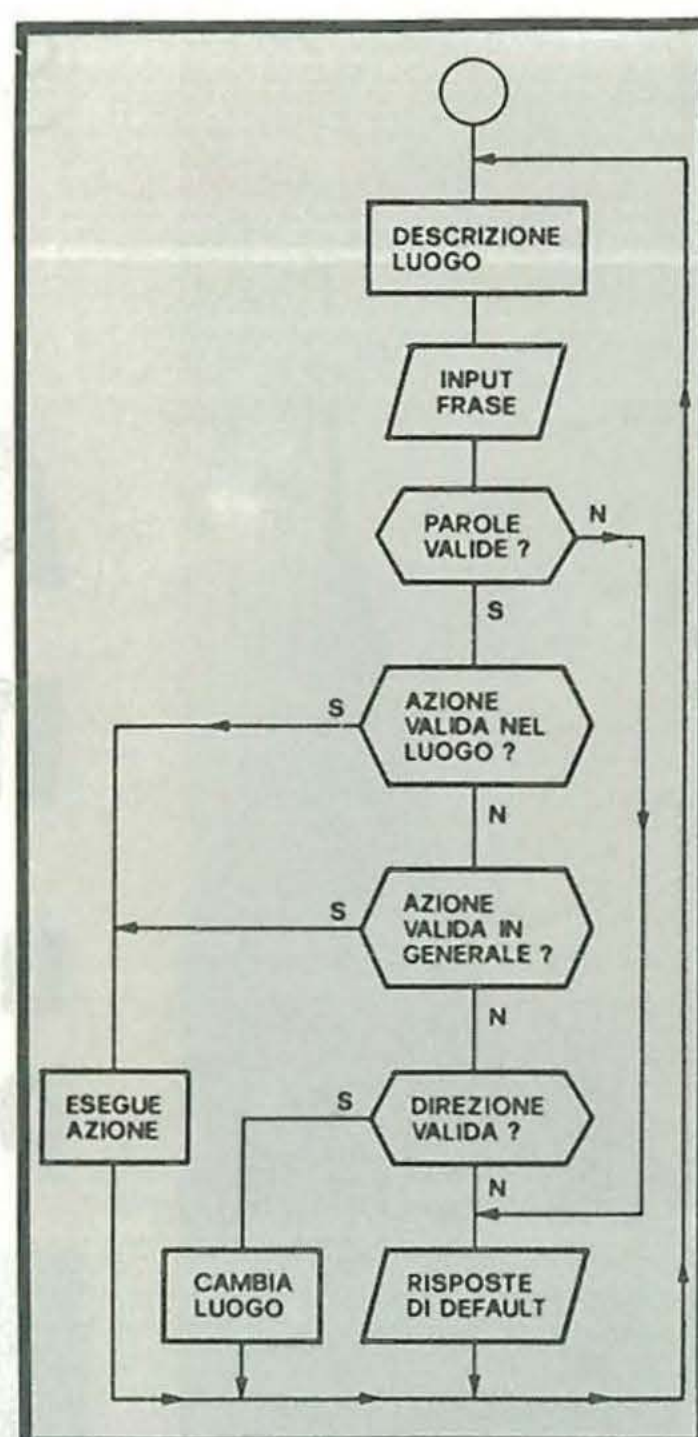 DESCRIZIONE
LUOGO
INPUT
FRASE
PAROLE
VALIDE ?
N
S
AZIONE
VALIDA NEL
LUOGO ?
S
N
AZIONE
VALIDA IN
GENERALE ?
S
N
ESEGUE
AZIONE
DIREZIONE
VALIDA ?
S
N
CAMBIA
LUOGO
RISPOSTE
DI DEFAULT